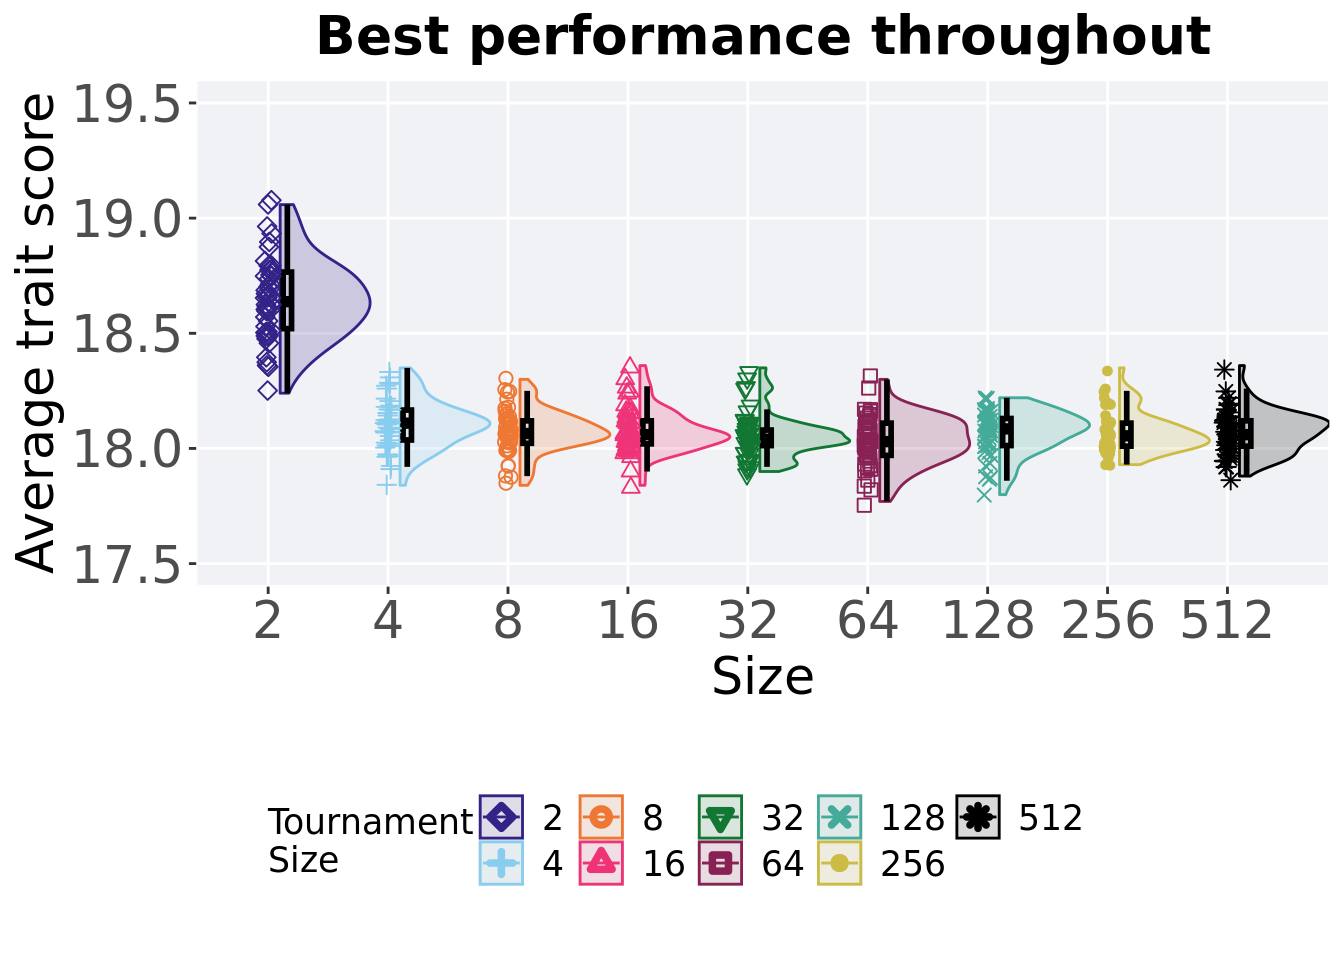 Best performance throughout
Average trait score
19.5
19.0
18.5
18.0
17.5
2 4 8 16 32 64 128 256 512
Size
Tournament
Size
2 8 32 128 512
4 16 64 256